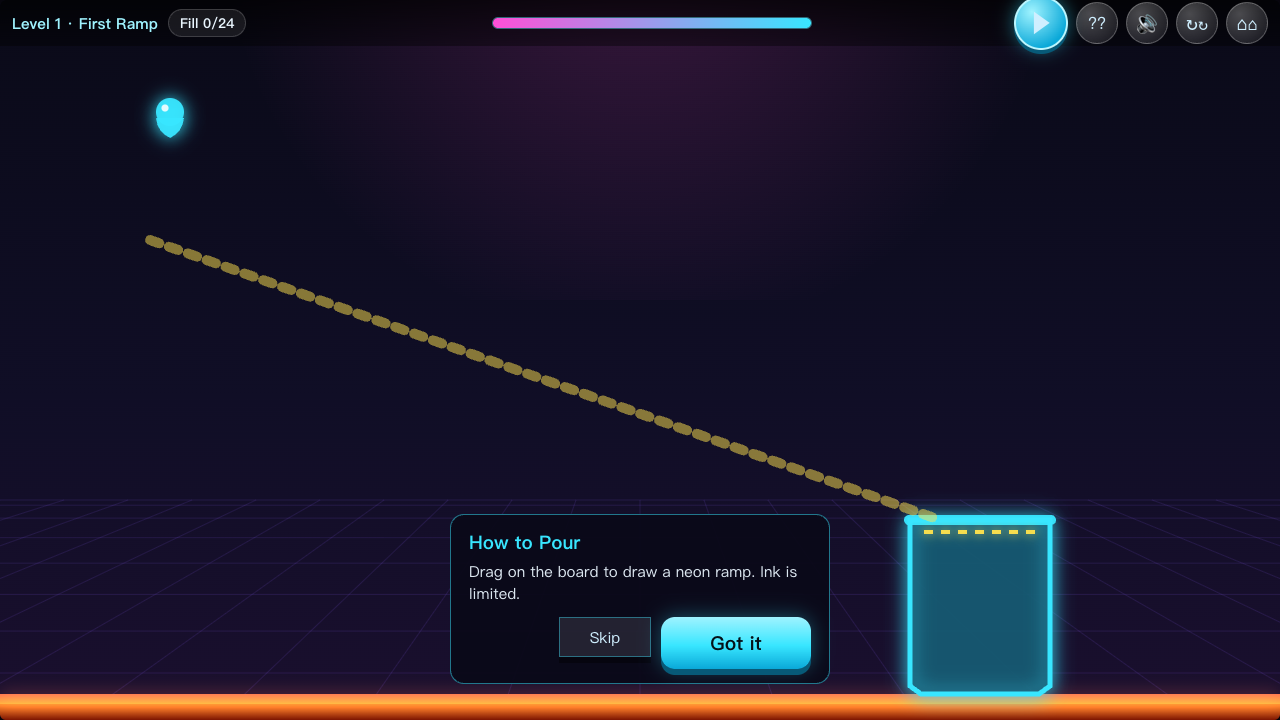 Level 1 · First Ramp
Fill 0/24
??
How to Pour
Drag on the board to draw a neon ramp. Ink is
limited.
Skip
Got it